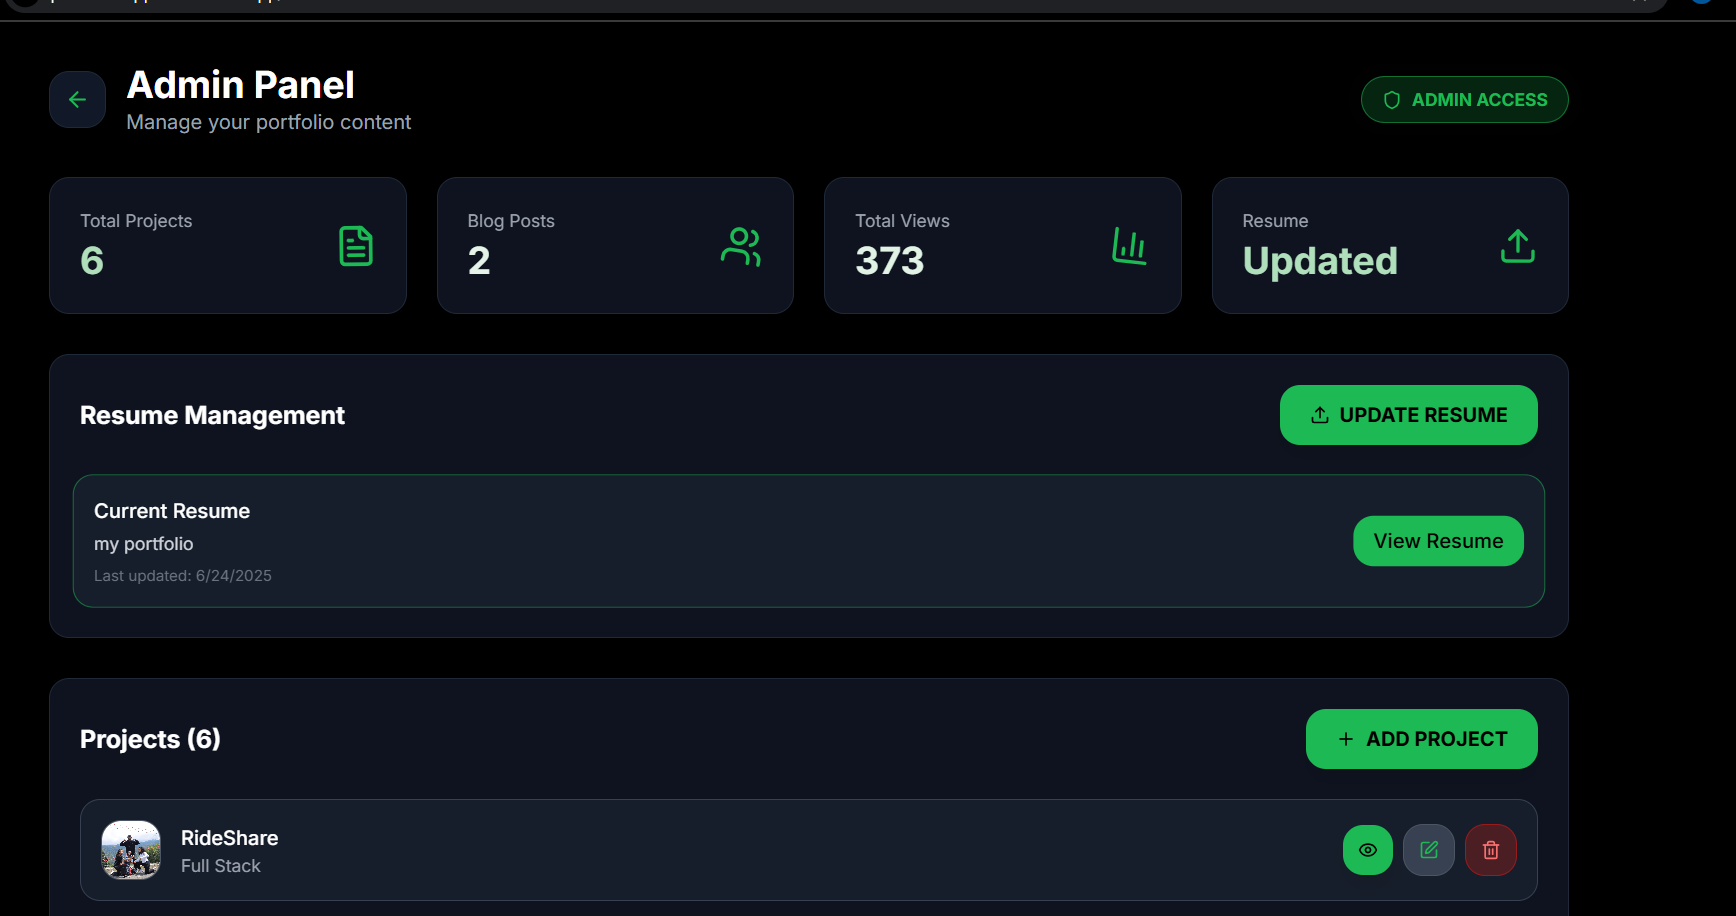 Admin Panel
Manage your portfolio content
ADMIN ACCESS
Total Projects
6
Blog Posts
2
Total Views
373
Resume
Updated
Resume Management
UPDATE RESUME
Current Resume
my portfolio
Last updated: 6/24/2025
View Resume
Projects (6)
ADD PROJECT
RideShare
Full Stack